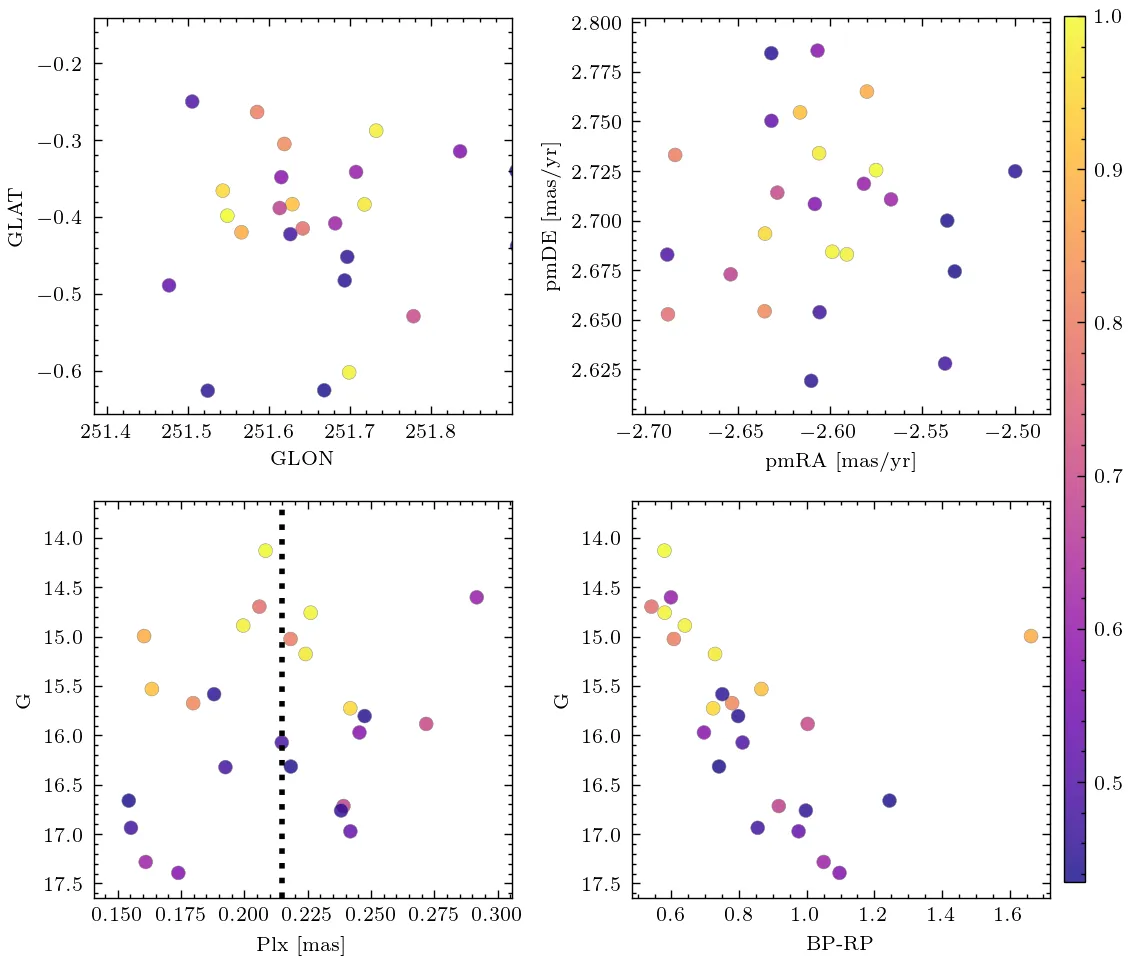 −0.2
−0.3
−0.4
−0.5
−0.6
GLAT
251.4 251.5 251.6 251.7 251.8
GLON
2.800
2.775
2.750
2.725
2.700
2.675
2.650
2.625
pmDE [mas/yr]
−2.70 −2.65 −2.60 −2.55 −2.50
pmRA [mas/yr]
1.0
0.9
0.8
0.7
0.6
0.5
14.0
14.5
15.0
15.5
16.0
16.5
17.0
17.5
G
0.150 0.175 0.200 0.225 0.250 0.275 0.300
Plx [mas]
14.0
14.5
15.0
15.5
16.0
16.5
17.0
17.5
G
0.6 0.8 1.0 1.2 1.4 1.6
BP-RP